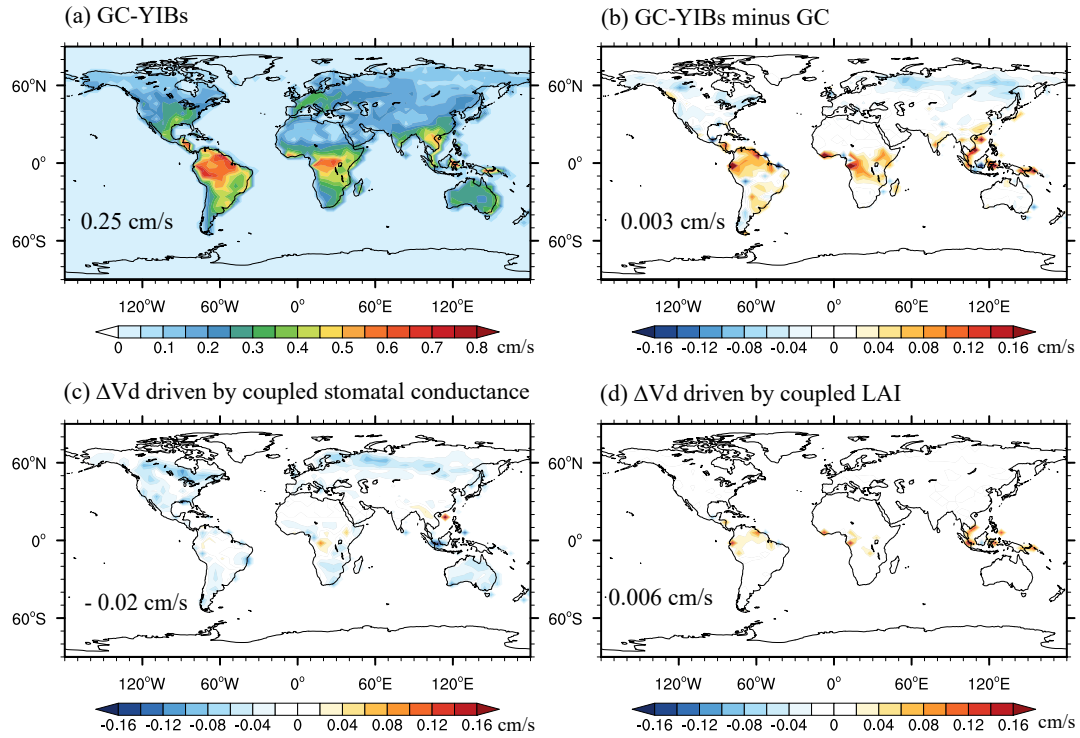 (a) GC-YIBs
60°N
0°
60°S
0.25 cm/s
120°W 60°W 0° 60°E 120°E
0 0.1 0.2 0.3 0.4 0.5 0.6 0.7 0.8 cm/s
(b) GC-YIBs minus GC
60°N
0°
60°S
0.003 cm/s
120°W 60°W 0° 60°E 120°E
-0.16 -0.12 -0.08 -0.04 0 0 0.04 0.08 0.12 0.16 cm/s
(c) ΔVd driven by coupled stomatal conductance
60°N
0°
60°S
- 0.02 cm/s
120°W 60°W 0° 60°E 120°E
-0.16 -0.12 -0.08 -0.04 0 0 0.04 0.08 0.12 0.16 cm/s
(d) ΔVd driven by coupled LAI
60°N
0°
60°S
0.006 cm/s
120°W 60°W 0° 60°E 120°E
-0.16 -0.12 -0.08 -0.04 0 0 0.04 0.08 0.12 0.16 cm/s